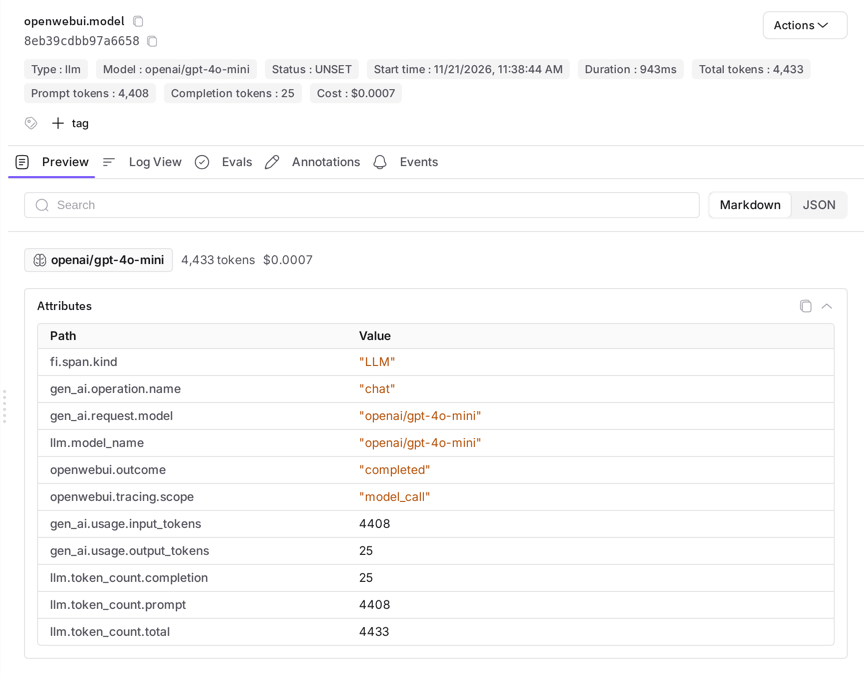 openwebui.model
8eb39cdbb97a6658
Actions
Type : llm Model : openai/gpt-4o-mini Status : UNSET Start time : 11/21/2026, 11:38:44 AM Duration : 943ms Total tokens : 4,433
Prompt tokens : 4,408 Completion tokens : 25 Cost : $0.0007
+ tag
Preview Log View Evals Annotations Events
Search Markdown JSON
openai/gpt-4o-mini 4,433 tokens $0.0007
Attributes
Path Value
fi.span.kind "LLM"
gen_ai.operation.name "chat"
gen_ai.request.model "openai/gpt-4o-mini"
llm.model_name "openai/gpt-4o-mini"
openwebui.outcome "completed"
openwebui.tracing.scope "model_call"
gen_ai.usage.input_tokens 4408
gen_ai.usage.output_tokens 25
llm.token_count.completion 25
llm.token_count.prompt 4408
llm.token_count.total 4433